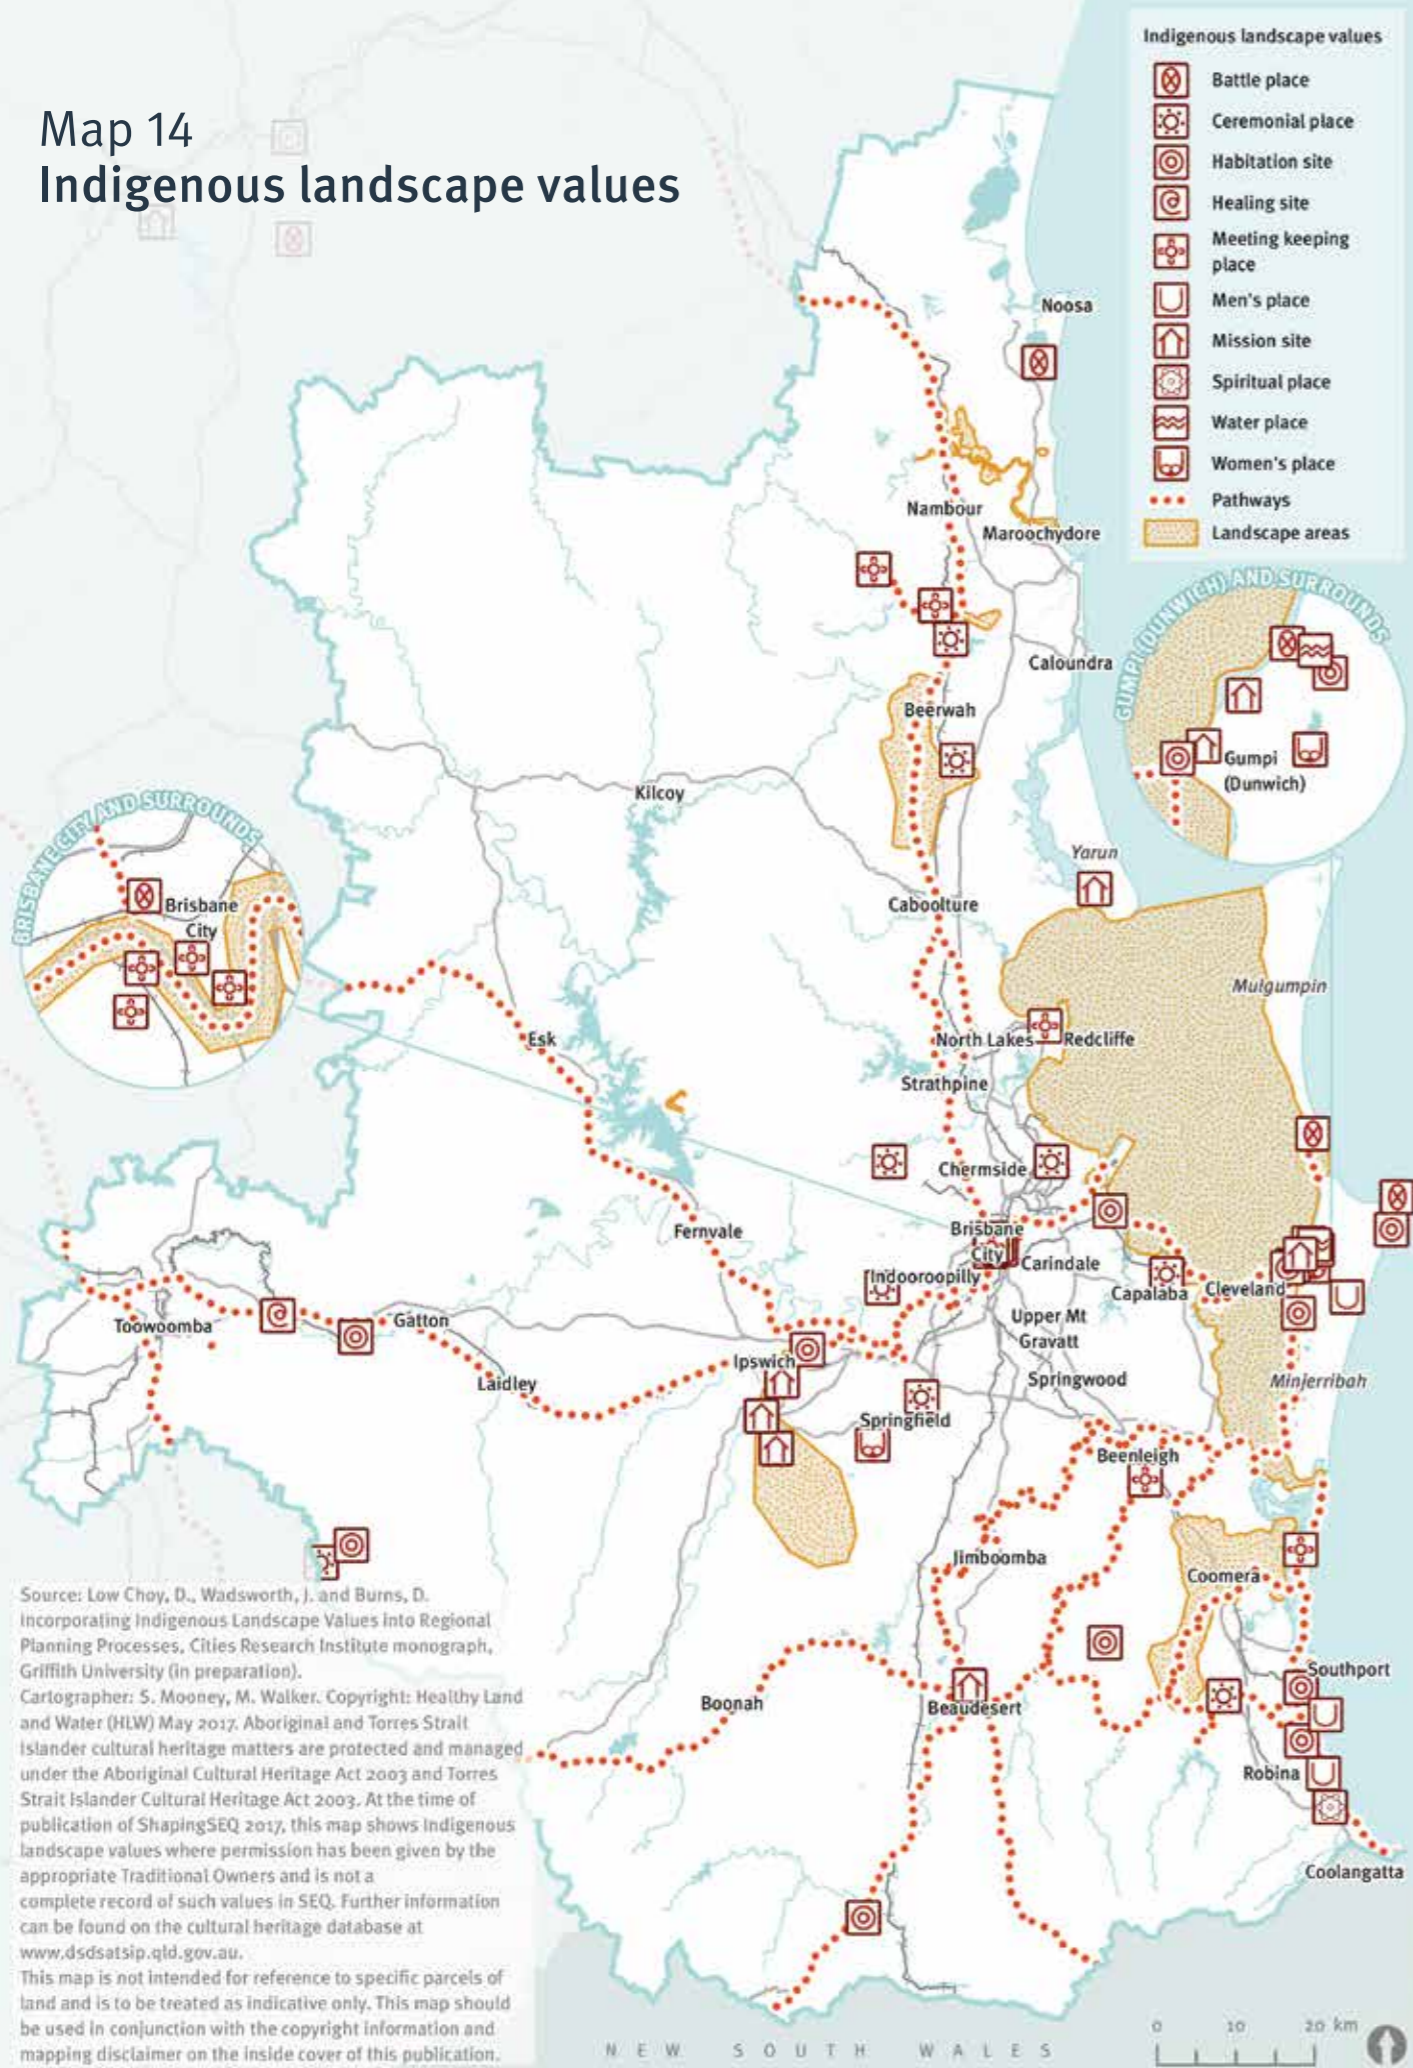 Map 14
Indigenous landscape values
Indigenous landscape values
Battle place
Ceremonial place
Habitation site
Healing site
Meeting keeping
place
Men's place
Mission site
Spiritual place
Water place
Women's place
Pathways
Landscape areas
Noosa
Nambour
Maroochydore
Caloundra
GUMPI (DUNWICH) AND SURROUNDS
Gumpi
(Dunwich)
Beerwah
Kilcoy
BRISBANE CITY AND SURROUNDS
Brisbane
City
Yarun
Caboolture
Mulgumpin
Esk
North Lakes
Redcliffe
Strathpine
Chermside
Fernvale
Brisbane
City
Carindale
Indooroopilly
Capalaba
Cleveland
Toowoomba
Gatton
Upper Mt
Gravatt
Ipswich
Laidley
Springwood
Minjerribah
Springfield
Beenleigh
Jimboomba
Coomera
Southport
Boonah
Beaudesert
Robina
Coolangatta
Source: Low Choy, D., Wadsworth, J. and Burns, D.
Incorporating Indigenous Landscape Values into Regional
Planning Processes, Cities Research Institute monograph,
Griffith University (in preparation).
Cartographer: S. Mooney, M. Walker. Copyright: Healthy Land
and Water (HLW) May 2017. Aboriginal and Torres Strait
Islander cultural heritage matters are protected and managed
under the Aboriginal Cultural Heritage Act 2003 and Torres
Strait Islander Cultural Heritage Act 2003. At the time of
publication of ShapingSEQ 2017, this map shows Indigenous
landscape values where permission has been given by the
appropriate Traditional Owners and is not a
complete record of such values in SEQ. Further information
can be found on the cultural heritage database at
www.dsdsatsip.qld.gov.au.
This map is not intended for reference to specific parcels of
land and is to be treated as indicative only. This map should
be used in conjunction with the copyright information and
mapping disclaimer on the inside cover of this publication.
NEW SOUTH WALES
0 10 20 km